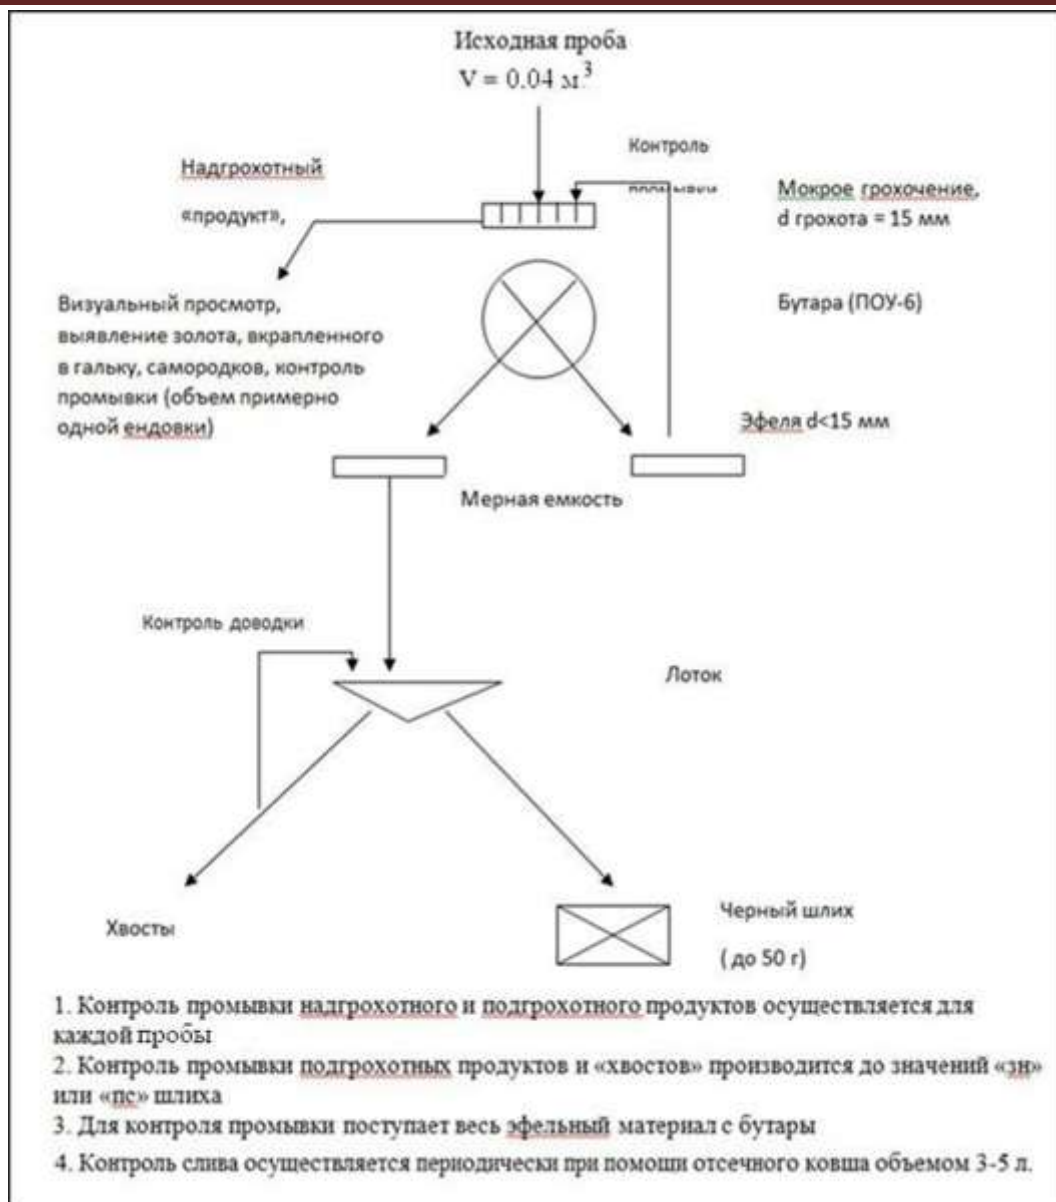 Исходная проба
V = 0.04 м.³
Контроль
Надгрохотный
«продукт»,
Мокрое грохочение,
d грохота = 15 мм
Бутара (ПОУ-6)
Визуальный просмотр,
выявление золота, вкрапленного
в гальку, самородков, контроль
промывки (объем примерно
одной ендовки)
Эфеля d<15 мм
Мерная емкость
Контроль доводки
Лоток
Хвосты
Черный шлих
( до 50 г)
1. Контроль промывки надгрохотного и подгрохотного продуктов осуществляется для
каждой пробы
2. Контроль промывки подгрохотных продуктов и «хвостов» производится до значений «зн»
или «пс» шлиха
3. Для контроля промывки поступает весь эфельный материал с бутары
4. Контроль слива осуществляется периодически при помощи отсечного ковша объемом 3-5 л.